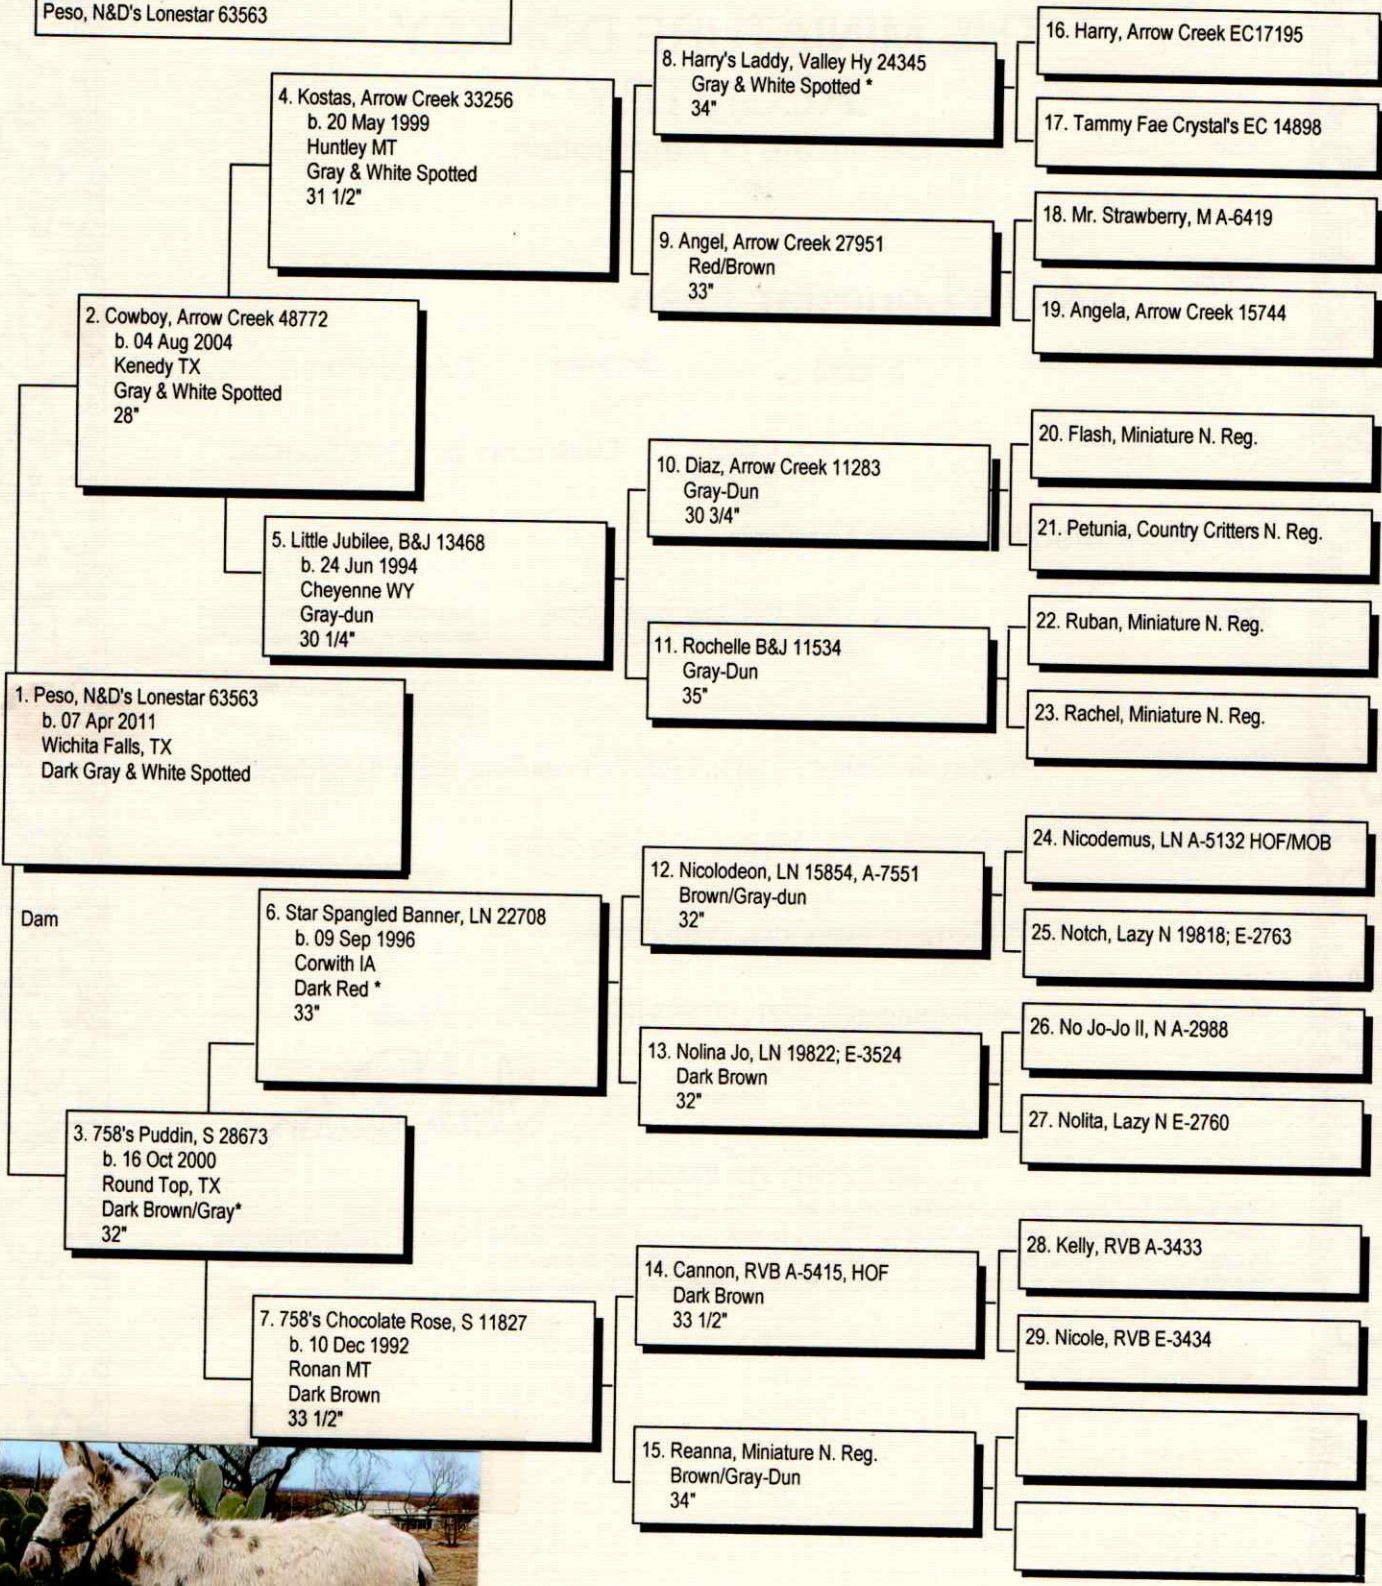 Peso, N&D's Lonestar 63563
1. Peso, N&D's Lonestar 63563
b. 07 Apr 2011
Wichita Falls, TX
Dark Gray & White Spotted
Dam
2. Cowboy, Arrow Creek 48772
b. 04 Aug 2004
Kenedy TX
Gray & White Spotted
28"
3. 758's Puddin, S 28673
b. 16 Oct 2000
Round Top, TX
Dark Brown/Gray*
32"
4. Kostas, Arrow Creek 33256
b. 20 May 1999
Huntley MT
Gray & White Spotted
31 1/2"
5. Little Jubilee, B&J 13468
b. 24 Jun 1994
Cheyenne WY
Gray-dun
30 1/4"
6. Star Spangled Banner, LN 22708
b. 09 Sep 1996
Corwith IA
Dark Red *
33"
7. 758's Chocolate Rose, S 11827
b. 10 Dec 1992
Ronan MT
Dark Brown
33 1/2"
8. Harry's Laddy, Valley Hy 24345
Gray & White Spotted *
34"
9. Angel, Arrow Creek 27951
Red/Brown
33"
10. Diaz, Arrow Creek 11283
Gray-Dun
30 3/4"
11. Rochelle B&J 11534
Gray-Dun
35"
12. Nicolodeon, LN 15854, A-7551
Brown/Gray-dun
32"
13. Nolina Jo, LN 19822; E-3524
Dark Brown
32"
14. Cannon, RVB A-5415, HOF
Dark Brown
33 1/2"
15. Reanna, Miniature N. Reg.
Brown/Gray-Dun
34"
16. Harry, Arrow Creek EC17195
17. Tammy Fae Crystal's EC 14898
18. Mr. Strawberry, M A-6419
19. Angela, Arrow Creek 15744
20. Flash, Miniature N. Reg.
21. Petunia, Country Critters N. Reg.
22. Ruban, Miniature N. Reg.
23. Rachel, Miniature N. Reg.
24. Nicodemus, LN A-5132 HOF/MOB
25. Notch, Lazy N 19818; E-2763
26. No Jo-Jo II, N A-2988
27. Nolita, Lazy N E-2760
28. Kelly, RVB A-3433
29. Nicole, RVB E-3434